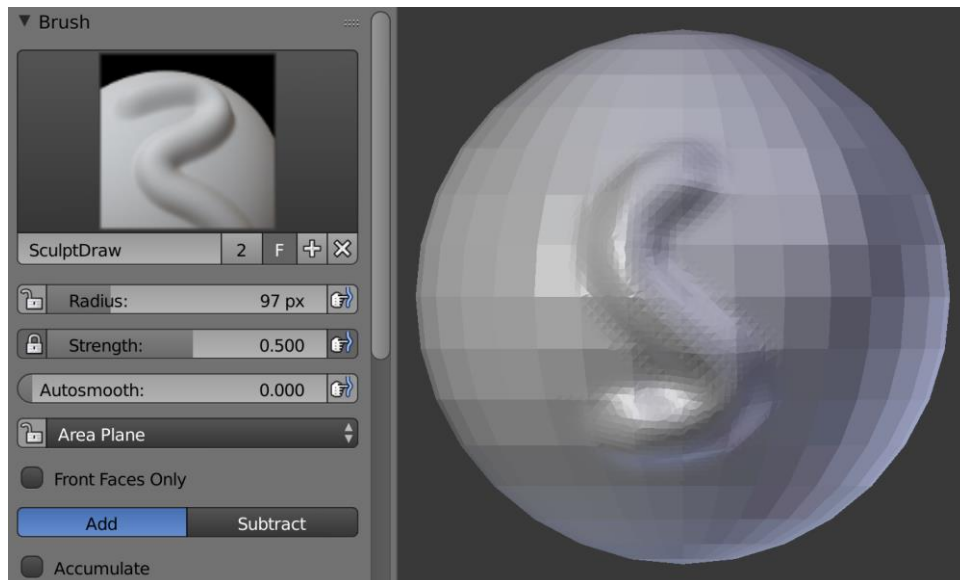 Brush
SculptDraw 2 F
Radius: 97 px
Strength: 0.500
Autosmooth: 0.000
Area Plane
Front Faces Only
Add Subtract
Accumulate